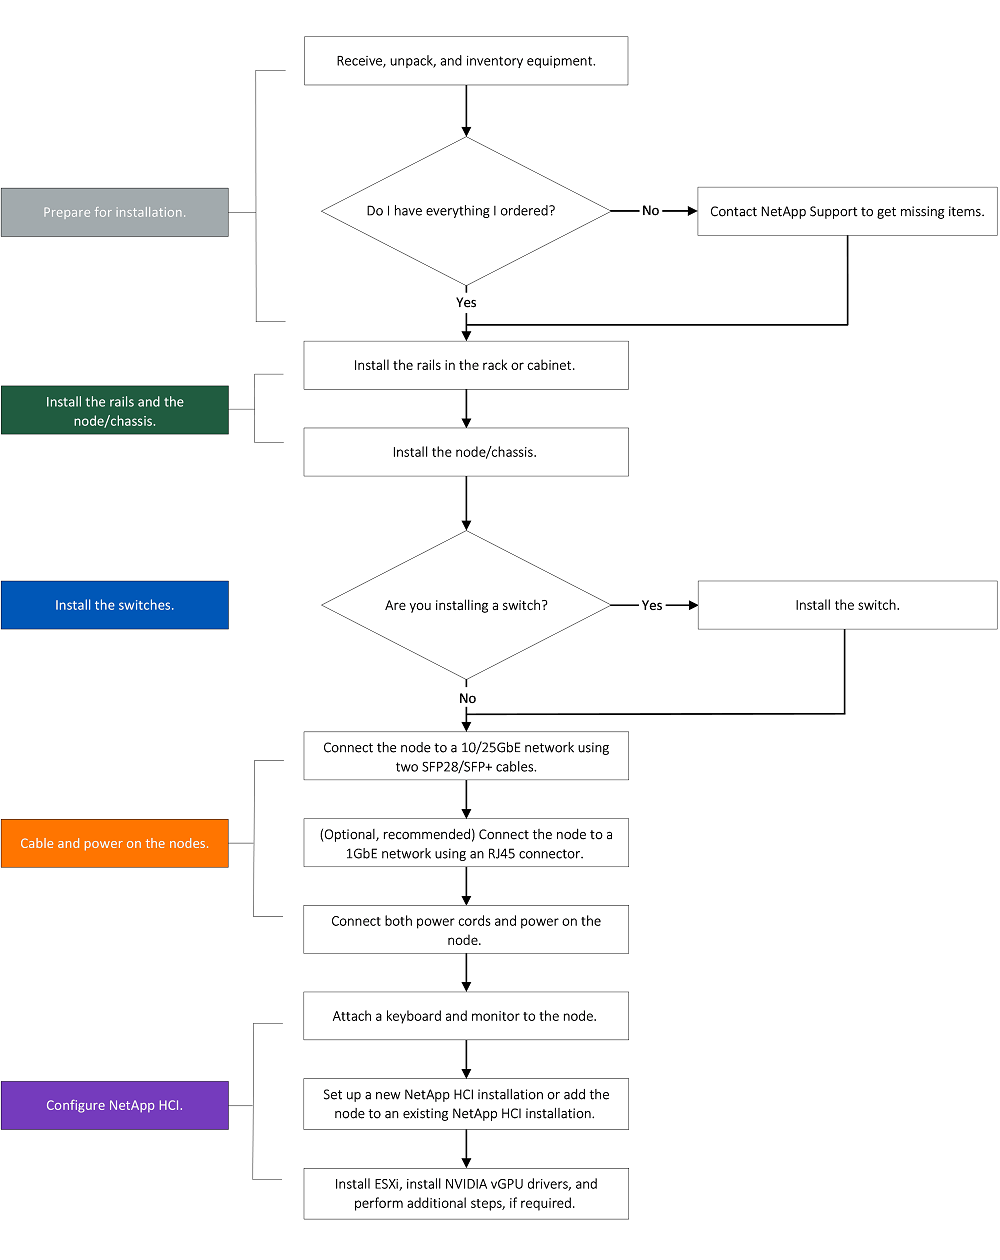 Receive, unpack, and inventory equipment.
Prepare for installation.
Do I have everything I ordered?
No
Contact NetApp Support to get missing items.
Yes
Install the rails in the rack or cabinet.
Install the rails and the
node/chassis.
Install the node/chassis.
Install the switches.
Are you installing a switch?
Yes
Install the switch.
No
Connect the node to a 10/25GbE network using
two SFP28/SFP+ cables.
Cable and power on the nodes.
(Optional, recommended) Connect the node to a
1GbE network using an RJ45 connector.
Connect both power cords and power on the
node.
Attach a keyboard and monitor to the node.
Configure NetApp HCI.
Set up a new NetApp HCI installation or add the
node to an existing NetApp HCI installation.
Install ESXi, install NVIDIA vGPU drivers, and
perform additional steps, if required.